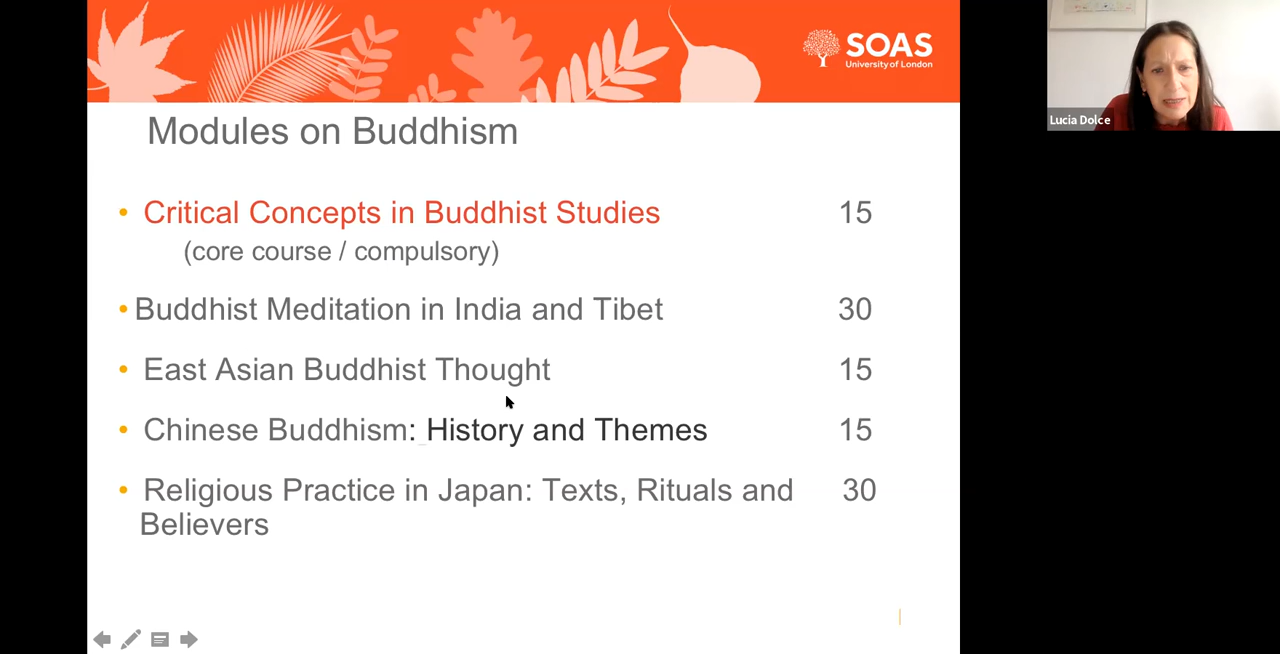 SOAS
University of London
Lucia Dolce
Modules on Buddhism
• Critical Concepts in Buddhist Studies 15
(core course / compulsory)
• Buddhist Meditation in India and Tibet 30
• East Asian Buddhist Thought 15
• Chinese Buddhism: History and Themes 15
• Religious Practice in Japan: Texts, Rituals and 30
Believers